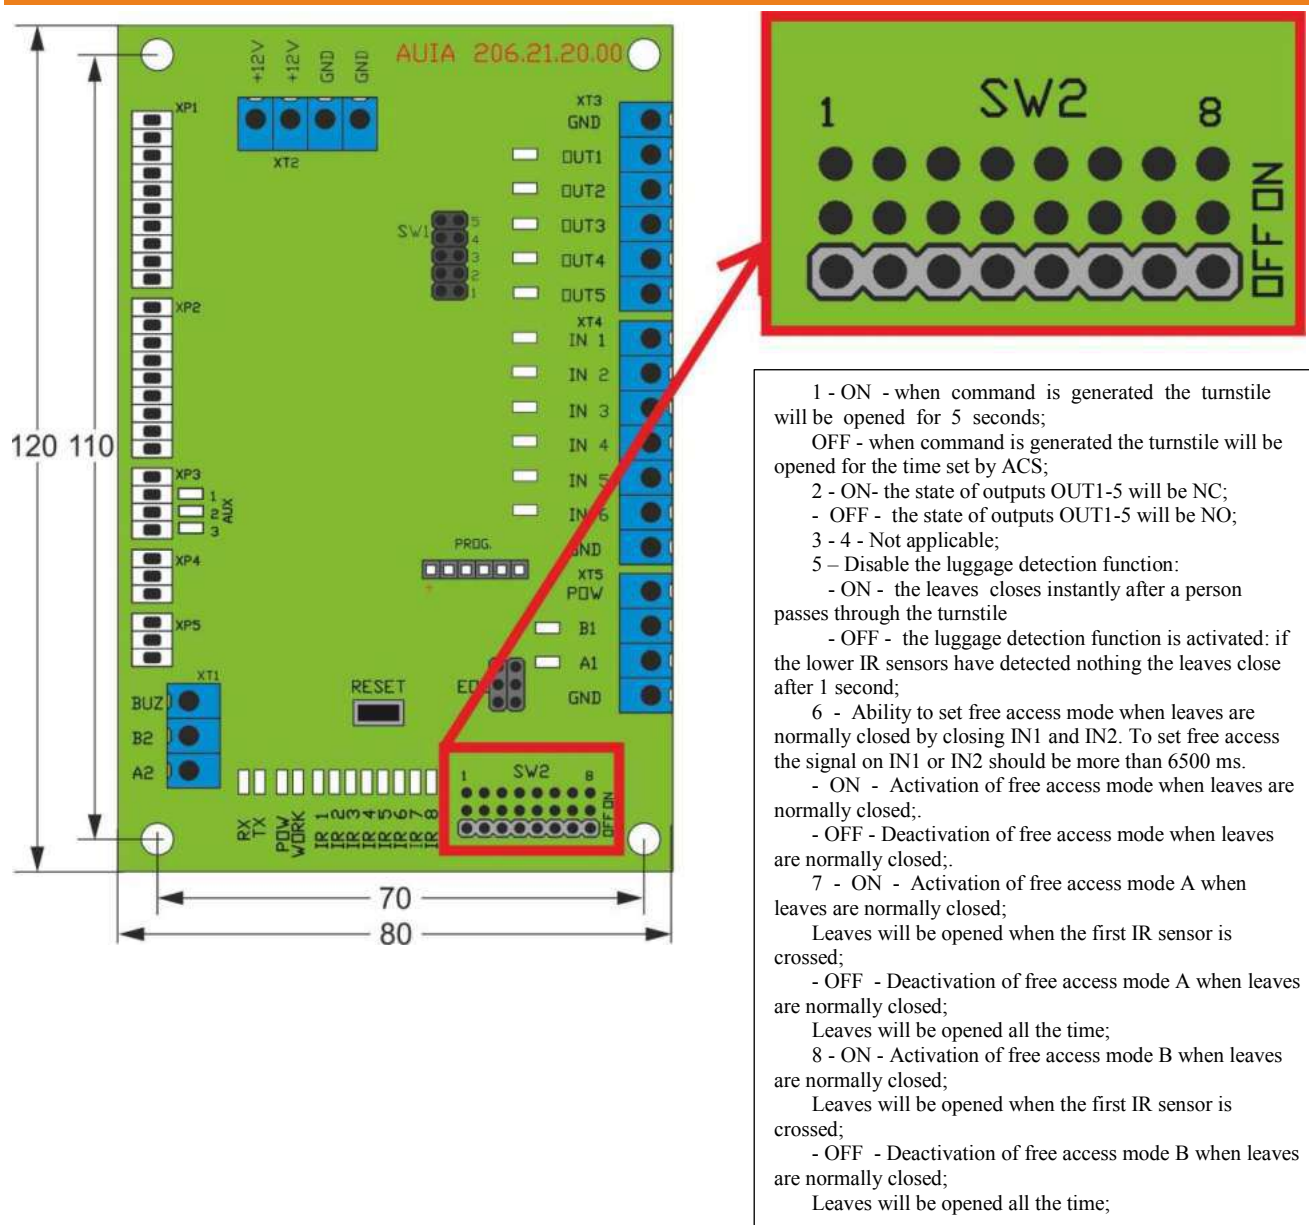 AUIA 206.21.20.00
+12V
+12V
GND
GND
XT2
XP1
XP2
XP3
1
2
3
AUX
XP4
XP5
XT1
BUZ
B2
A2
SW1
5
4
3
2
1
XT3
GND
OUT1
OUT2
OUT3
OUT4
OUT5
XT4
IN 1
IN 2
IN 3
IN 4
IN 5
IN 6
GND
XT5
POW
B1
A1
GND
PROG.
+
RESET
RX
TX
POW
WORK
IR 1
IR 2
IR 3
IR 4
IR 5
IR 6
IR 7
IR 8
1 SW2 8
OFF ON
120
110
70
80
1 SW2 8
OFF ON
1 - ON - when command is generated the turnstile
will be opened for 5 seconds;
OFF - when command is generated the turnstile will be
opened for the time set by ACS;
2 - ON- the state of outputs OUT1-5 will be NC;
- OFF - the state of outputs OUT1-5 will be NO;
3 - 4 - Not applicable;
5 – Disable the luggage detection function:
- ON - the leaves closes instantly after a person
passes through the turnstile
- OFF - the luggage detection function is activated: if
the lower IR sensors have detected nothing the leaves close
after 1 second;
6 - Ability to set free access mode when leaves are
normally closed by closing IN1 and IN2. To set free access
the signal on IN1 or IN2 should be more than 6500 ms.
- ON - Activation of free access mode when leaves are
normally closed;.
- OFF - Deactivation of free access mode when leaves
are normally closed;.
7 - ON - Activation of free access mode A when
leaves are normally closed;
Leaves will be opened when the first IR sensor is
crossed;
- OFF - Deactivation of free access mode A when leaves
are normally closed;
Leaves will be opened all the time;
8 - ON - Activation of free access mode B when leaves
are normally closed;
Leaves will be opened when the first IR sensor is
crossed;
- OFF - Deactivation of free access mode B when leaves
are normally closed;
Leaves will be opened all the time;